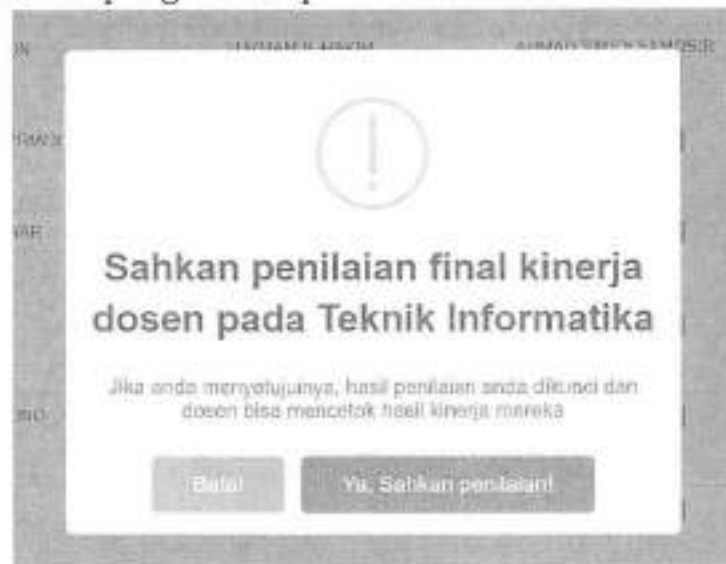 Sahkan penilaian final kinerja
dosen pada Teknik Informatika
Jika anda menyetujuinya, hasil penilaian anda dikunci dan
dosen bisa mencetak hasil kinerja mereka
Batal
Ya, Sahkan penilaian!